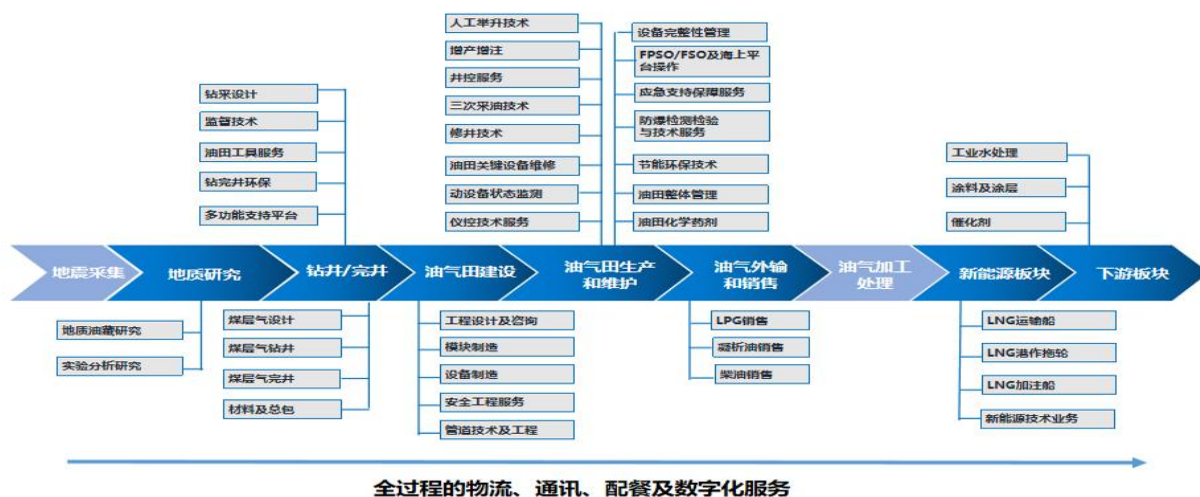 人工举升技术
增产增注
井控服务
三次采油技术
修井技术
油田关键设备维修
动设备状态监测
仪控技术服务
设备完整性管理
FPSO/FSO及海上平
台操作
应急支持保障服务
防爆检测检验
与技术服务
节能环保技术
油田整体管理
油田化学药剂
钻采设计
监督技术
油田工具服务
钻完井环保
多功能支持平台
工业水处理
涂料及涂层
催化剂
地震采集
地质研究
钻井/完井
油气田建设
油气田生产
和维护
油气外输
和销售
油气加工
处理
新能源板块
下游板块
地质油藏研究
实验分析研究
煤层气设计
煤层气钻井
煤层气完井
材料及总包
工程设计及咨询
模块制造
设备制造
安全工程服务
管道技术及工程
LPG销售
凝析油销售
柴油销售
LNG运输船
LNG港作拖轮
LNG加注船
新能源技术业务
全过程的物流、通讯、配餐及数字化服务